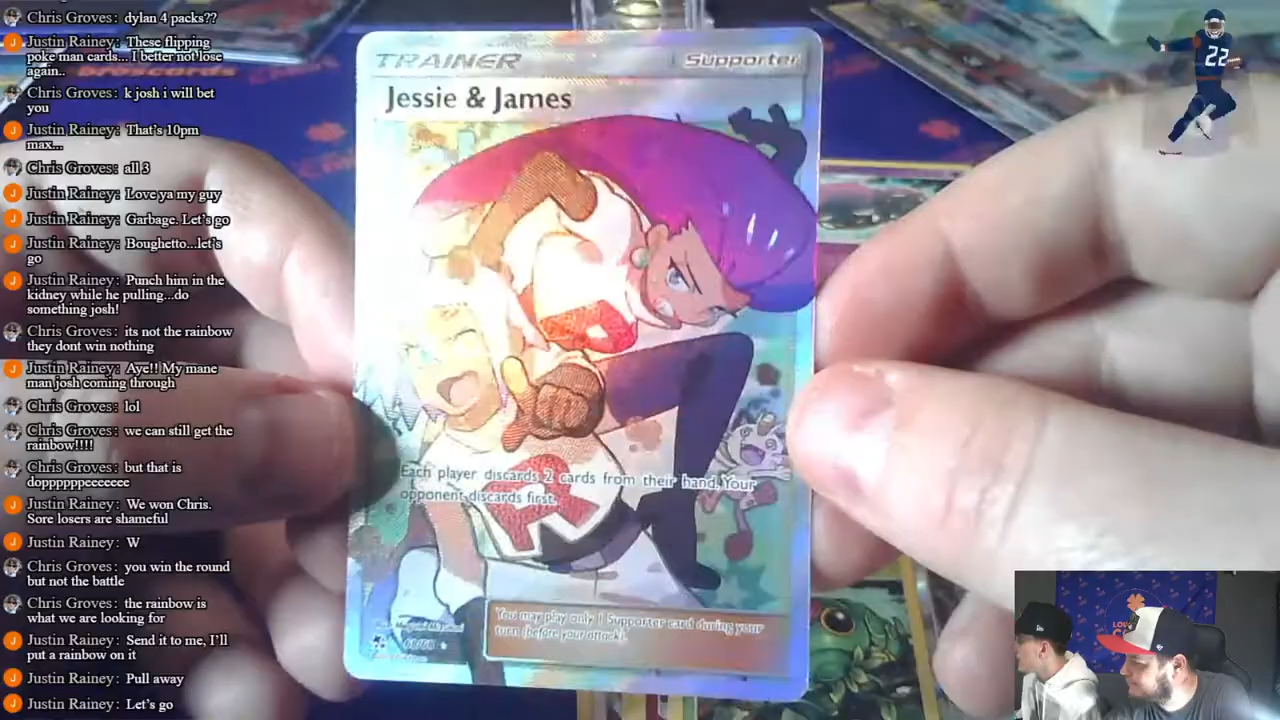 Chris Groves: dylan 4 packs??
Justin Rainey: These flipping
poke man cards... I better not lose
again..
Chris Groves: k josh i will bet
you
Justin Rainey: That's 10pm
max...
Chris Groves: all 3
Justin Rainey: Love ya my guy
Justin Rainey: Garbage. Let's go
Justin Rainey: Boughetto...let's
go
Justin Rainey: Punch him in the
kidney while he pulling...do
something josh!
Chris Groves: its not the rainbow
they dont win nothing
Justin Rainey: Aye!! My mane
man josh coming through
Chris Groves: lol
Chris Groves: we can still get the
rainbow!!!!
Chris Groves: but that is
doppppppeeeeeee
Justin Rainey: We won Chris.
Sore losers are shameful
Justin Rainey: W
Chris Groves: you win the round
but not the battle
Chris Groves: the rainbow is
what we are looking for
Justin Rainey: Send it to me, I'll
put a rainbow on it
Justin Rainey: Pull away
Justin Rainey: Let's go
broscards
TRAINER
Supporter
Jessie & James
Each player discards 2 cards from their hand. Your
opponent discards first.
You may play only 1 Supporter card during your
turn (before your attack).
68/68
22